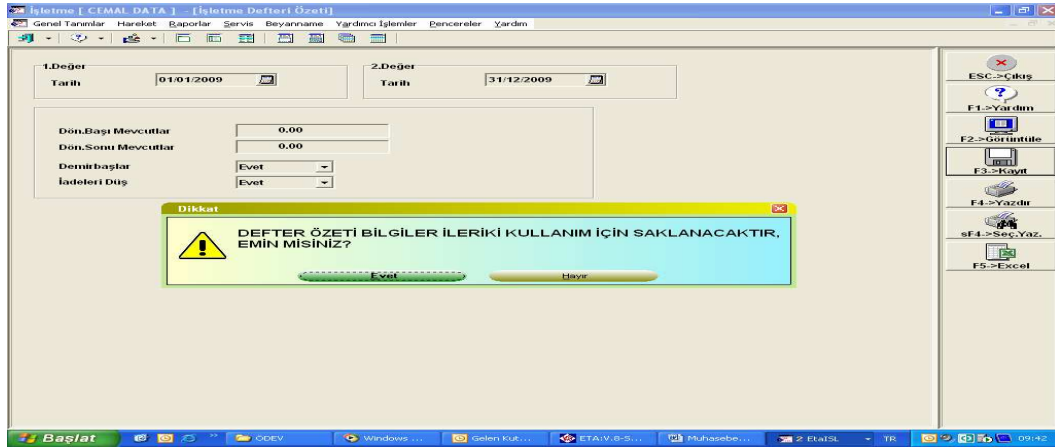 İşletme [ CEMAL DATA ] - [İşletme Defteri Özeti]
Genel Tanımlar Hareket Raporlar Servis Beyanname Yardımcı İşlemler Pencereler Yardım
1.Değer
Tarih 01/01/2009
2.Değer
Tarih 31/12/2009
Dön.Başı Mevcutlar 0.00
Dön.Sonu Mevcutlar 0.00
Demirbaşlar Evet
İadeleri Düş Evet
Dikkat
DEFTER ÖZETİ BİLGİLER İLERİKİ KULLANIM İÇİN SAKLANACAKTIR,
EMİN MİSİNİZ?
Evet Hayır
ESC->Çıkış
F1->Yardım
F2->Görüntüle
F3->Kayıt
F4->Yazdır
sF4->Seç.Yaz.
F5->Excel
Başlat ÖDEV Windows ... Gelen Kut... ETA:V.8-S... Muhasebe... 2 EtaISL TR 09:42